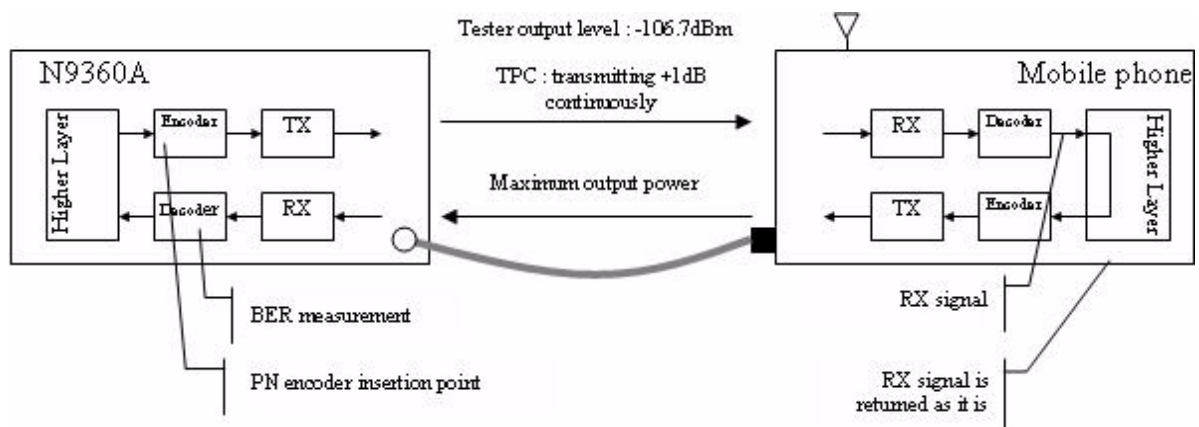 Tester output level : -106.7dBm
N9360A
TPC : transmitting +1dB
continuously
Mobile phone
Higher Layer
Encoder
TX
RX
Decoder
Higher Layer
Maximum output power
Decoder
RX
TX
Encoder
BER measurement
RX signal
PN encoder insertion point
RX signal is
returned as it is